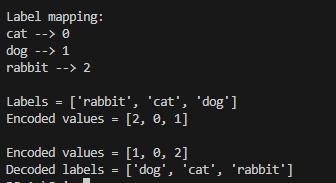 Label mapping:
cat --> 0
dog --> 1
rabbit --> 2
Labels = ['rabbit', 'cat', 'dog']
Encoded values = [2, 0, 1]
Encoded values = [1, 0, 2]
Decoded labels = ['dog', 'cat', 'rabbit']